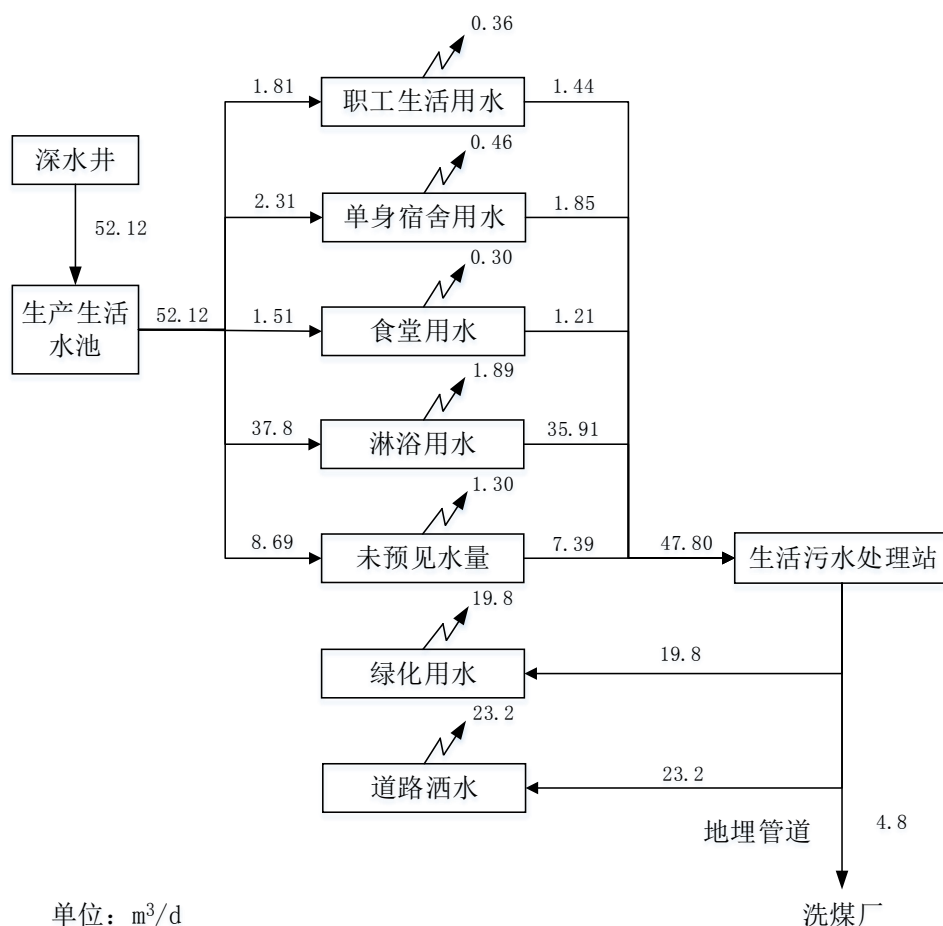 0.36
1.81
职工生活用水
1.44
深水井
0.46
52.12
2.31
单身宿舍用水
1.85
0.30
生产生活
水池
52.12
1.51
食堂用水
1.21
1.89
37.8
淋浴用水
35.91
1.30
8.69
未预见水量
7.39
47.80
生活污水处理站
19.8
绿化用水
19.8
23.2
道路洒水
23.2
地埋管道
4.8
单位：m³/d
洗煤厂